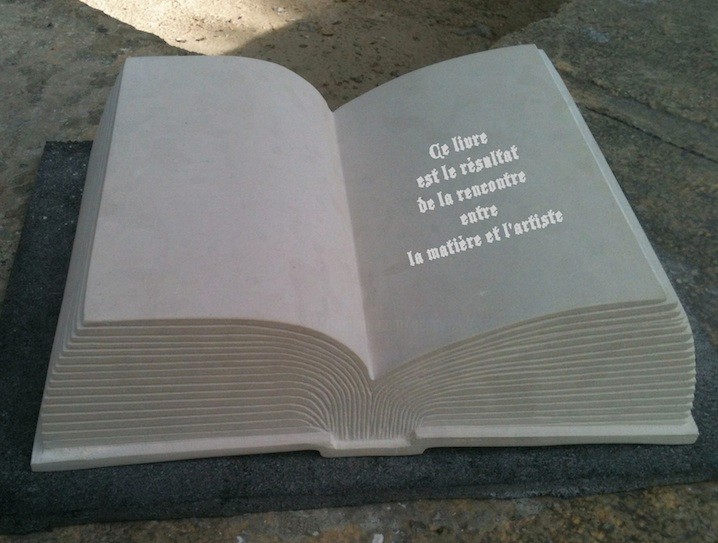 Ce livre
est le résultat
de la rencontre
entre
la matière et l'artiste